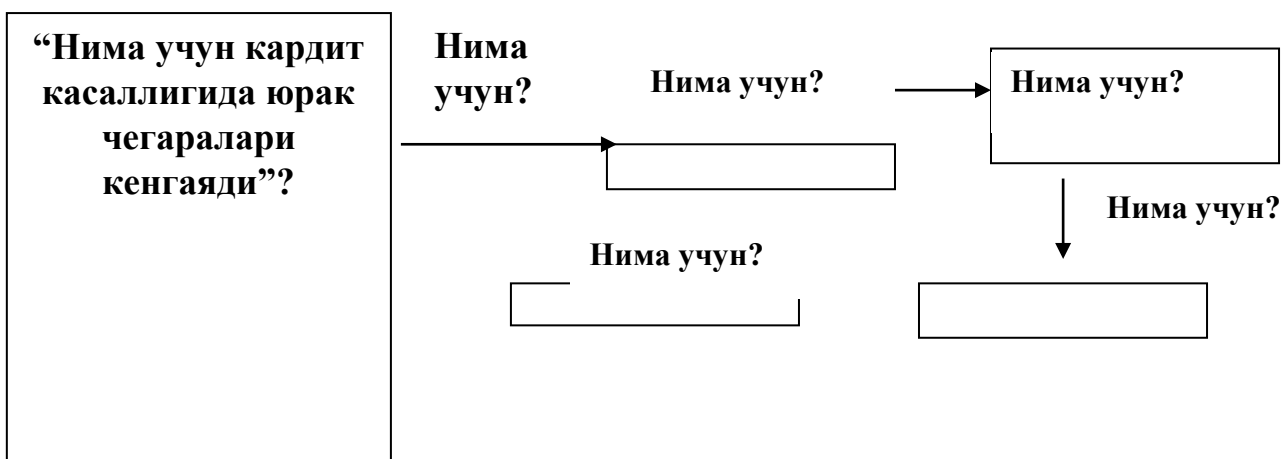 “Нима учун кардит
касаллигида юрак
чегаралари
кенгаяди”?
Нима
учун?
Нима учун?
Нима учун?
Нима учун?
Нима учун?